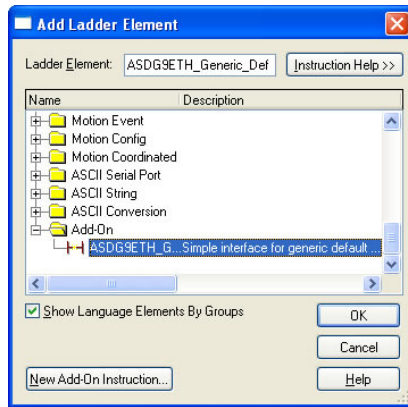 Add Ladder Element
Ladder Element: ASDG9ETH_Generic_Def Instruction Help >>
Name Description
Motion Event
Motion Config
Motion Coordinated
ASCII Serial Port
ASCII String
ASCII Conversion
Add-On
ASDG9ETH_G...Simple interface for generic default ...
Show Language Elements By Groups
OK
Cancel
New Add-On Instruction...
Help